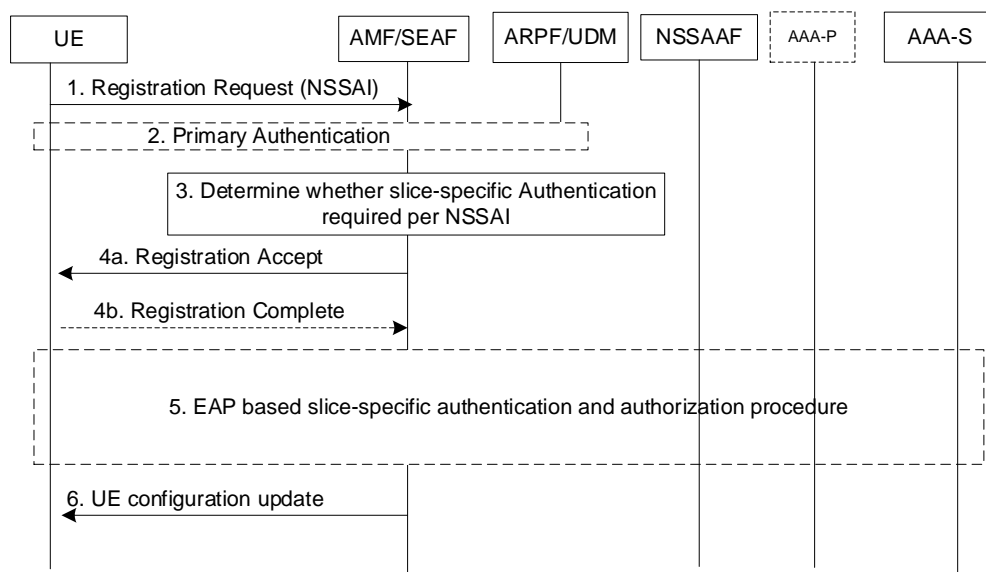 UE
AMF/SEAF
ARPF/UDM
NSSAAF
AAA-P
AAA-S
1. Registration Request (NSSAI)
2. Primary Authentication
3. Determine whether slice-specific Authentication
required per NSSAI
4a. Registration Accept
4b. Registration Complete
5. EAP based slice-specific authentication and authorization procedure
6. UE configuration update